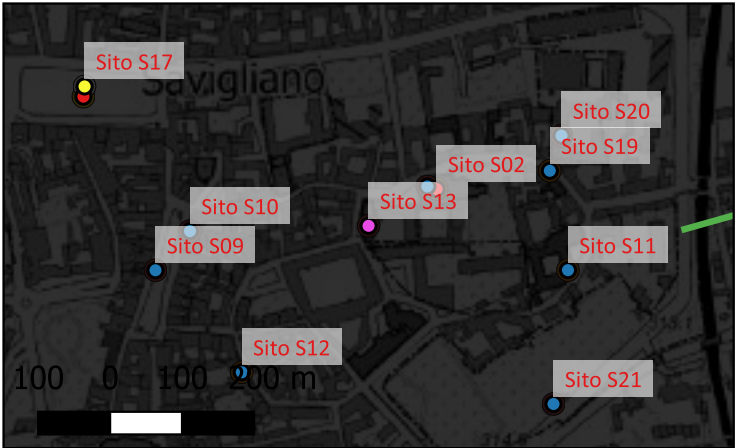 Sito S17
Savigliano
Sito S20
Sito S19
Sito S02
Sito S13
Sito S10
Sito S09
Sito S11
Sito S12
100 0 100 200 m
Sito S21